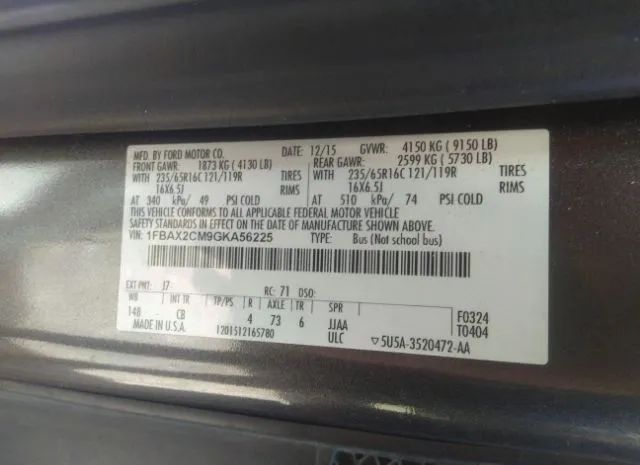 MFD. BY FORD MOTOR CO. DATE: 12/15 GVWR: 4150 KG ( 9150 LB)
FRONT GAWR: 1873 KG ( 4130 LB) REAR GAWR: 2599 KG ( 5730 LB)
WITH 235/65R16C 121/119R TIRES WITH 235/65R16C 121/119R TIRES
16X6.5J RIMS 16X6.5J RIMS
AT 340 kPa/ 49 PSI COLD AT 510 kPa/ 74 PSI COLD
THIS VEHICLE CONFORMS TO ALL APPLICABLE FEDERAL MOTOR VEHICLE
SAFETY STANDARDS IN EFFECT ON THE DATE OF MANUFACTURE SHOWN ABOVE.
VIN: 1FBAX2CM9GKA56225 TYPE: Bus (Not school bus)
EXT PNT: J7 RC: 71 DSO:
WB INT TR TP/PS R AXLE TR SPR
148 CB 4 73 6 JJAA F0324
MADE IN U.S.A. 12015121657B0 ULC T0404
▽5U5A-3520472-AA